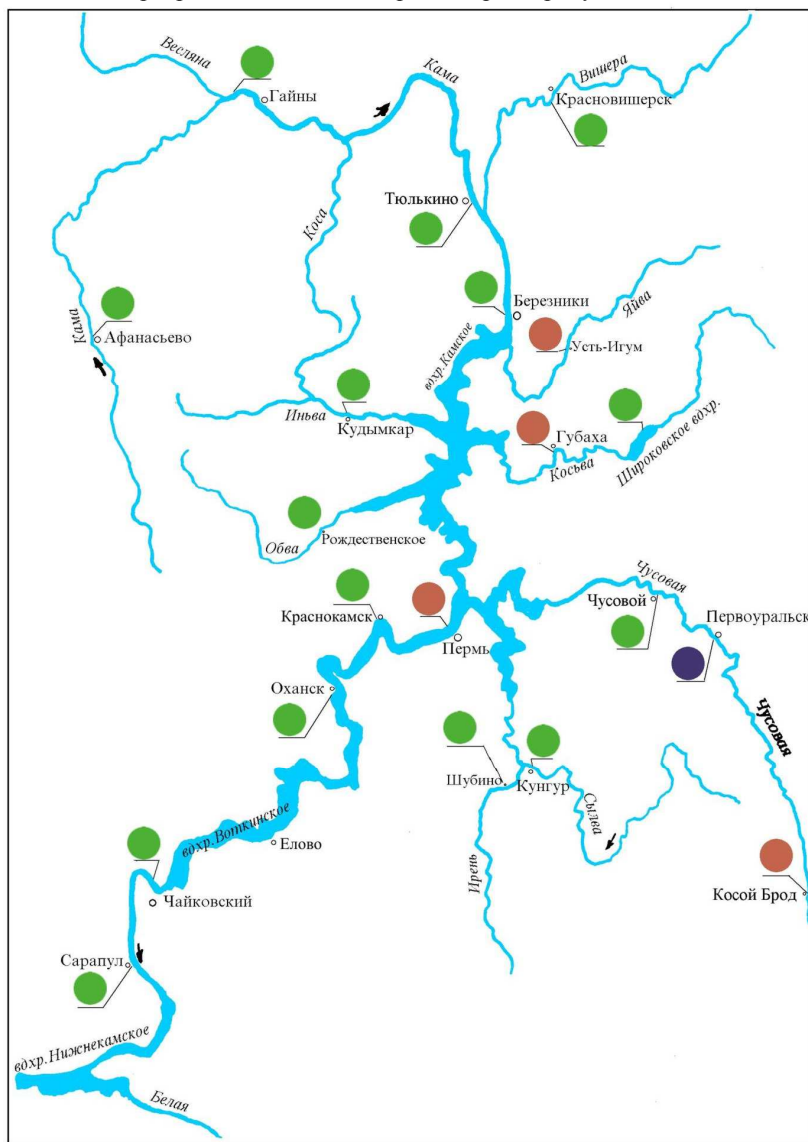 Весляна
Гайны
Кама
Вишера
Красновишерск
Тюлькино
Коса
Березники
Яйва
Усть-Игум
Кама
Афанасьево
вдхр.Камское
Иньва
Кудымкар
Губаха
Косьва
Широковское вдхр.
Обва
Рождественское
Чусовая
Чусовой
Первоуральск
Краснокамск
Пермь
Оханск
Чусовая
Шубино
Кунгур
Сылва
вдхр.Воткинское
Елово
Ирень
Косой Брод
Чайковский
Сарапул
вдхр.Нижнекамское
Белая